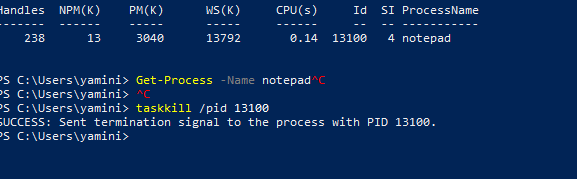 Handles  NPM(K)    PM(K)      WS(K)     CPU(s)     Id  SI ProcessName
-------  ------    -----      -----     ------     --  -- -----------
    238      13     3040      13792       0.14  13100   4 notepad
PS C:\Users\yamini> Get-Process -Name notepad^C
PS C:\Users\yamini> ^C
PS C:\Users\yamini> taskkill /pid 13100
SUCCESS: Sent termination signal to the process with PID 13100.
PS C:\Users\yamini>